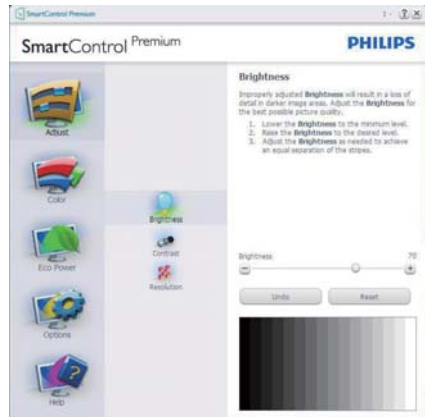 SmartControl Premium
SmartControl Premium
PHILIPS
Adjust
Color
Eco Power
Options
Help
Brightness
Contrast
Resolution
Brightness
Improperly adjusted Brightness will result in a loss of
detail in darker image areas. Adjust the Brightness for
the best possible picture quality.
1. Lower the Brightness to the minimum level.
2. Raise the Brightness to the desired level.
3. Adjust the Brightness as needed to achieve
an equal separation of the stripes.
Brightness: 70
Undo
Reset